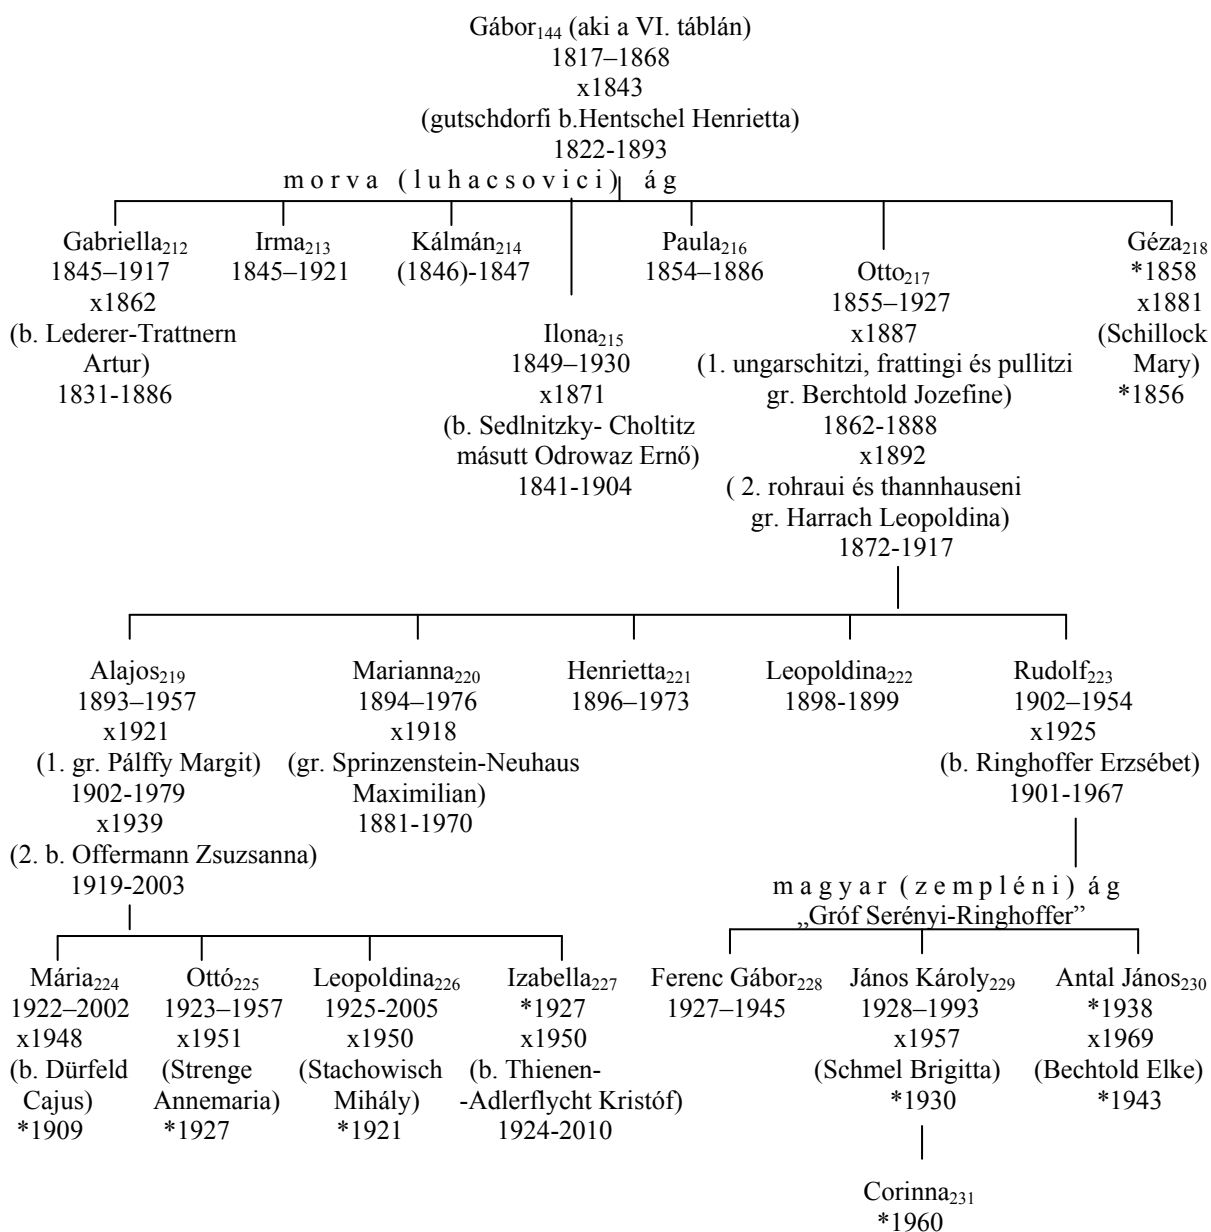 Gábor144 (aki a VI. táblán)
1817–1868
x1843
(gutschdorfi b.Hentschel Henrietta)
1822-1893
m o r v a (l u h a c s o v i c i) á g
Gabriella212
1845–1917
x1862
(b. Lederer-Trattnern
Artur)
1831-1886
Irma213
1845–1921
Kálmán214
(1846)-1847
Ilona215
1849–1930
x1871
(b. Sedlnitzky- Choltitz
másutt Odrowaz Ernő)
1841-1904
Paula216
1854–1886
Otto217
1855–1927
x1887
(1. ungarschitzi, frattingi és pullitzi
gr. Berchtold Jozefine)
1862-1888
x1892
( 2. rohraui és thannhauseni
gr. Harrach Leopoldina)
1872-1917
Géza218
*1858
x1881
(Schillock
Mary)
*1856
Alajos219
1893–1957
x1921
(1. gr. Pálffy Margit)
1902-1979
x1939
(2. b. Offermann Zsuzsanna)
1919-2003
Marianna220
1894–1976
x1918
(gr. Sprinzenstein-Neuhaus
Maximilian)
1881-1970
Henrietta221
1896–1973
Leopoldina222
1898-1899
Rudolf223
1902–1954
x1925
(b. Ringhoffer Erzsébet)
1901-1967
m a g y a r (z e m p l é n i) á g
„Gróf Serényi-Ringhoffer”
Mária224
1922–2002
x1948
(b. Dürfeld
Cajus)
*1909
Ottó225
1923–1957
x1951
(Strenge
Annemaria)
*1927
Leopoldina226
1925-2005
x1950
(Stachowisch
Mihály)
*1921
Izabella227
*1927
x1950
(b. Thienen-
-Adlerflycht Kristóf)
1924-2010
Ferenc Gábor228
1927–1945
János Károly229
1928–1993
x1957
(Schmel Brigitta)
*1930
Antal János230
*1938
x1969
(Bechtold Elke)
*1943
Corinna231
*1960